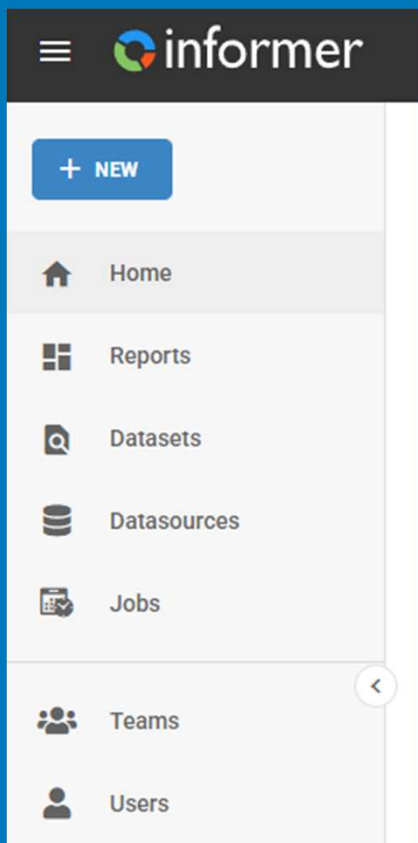 informer
+ NEW
Home
Reports
Datasets
Datasources
Jobs
Teams
Users